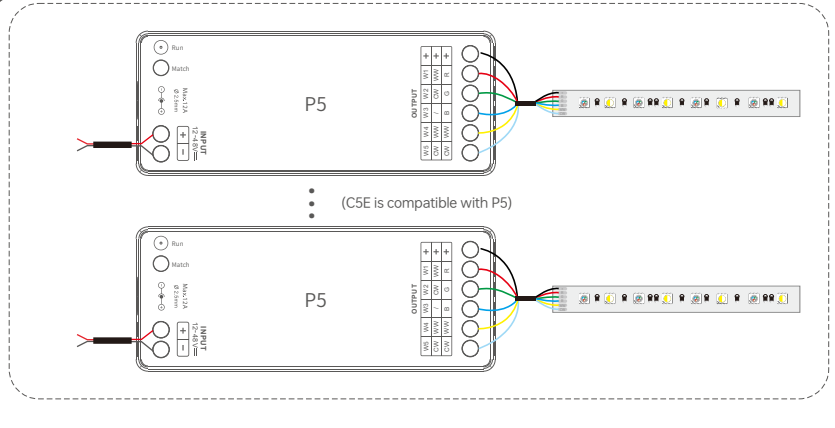 Run
Match
Max.12A
Ø 2.5mm
+
−
INPUT
12~48V
P5
OUTPUT
+ + +
W1 WW R
W2 CW G
W3 / B
W4 WW WW
W5 CW CW
(C5E is compatible with P5)
Run
Match
Max.12A
Ø 2.5mm
+
−
INPUT
12~48V
P5
OUTPUT
+ + +
W1 WW R
W2 CW G
W3 / B
W4 WW WW
W5 CW CW